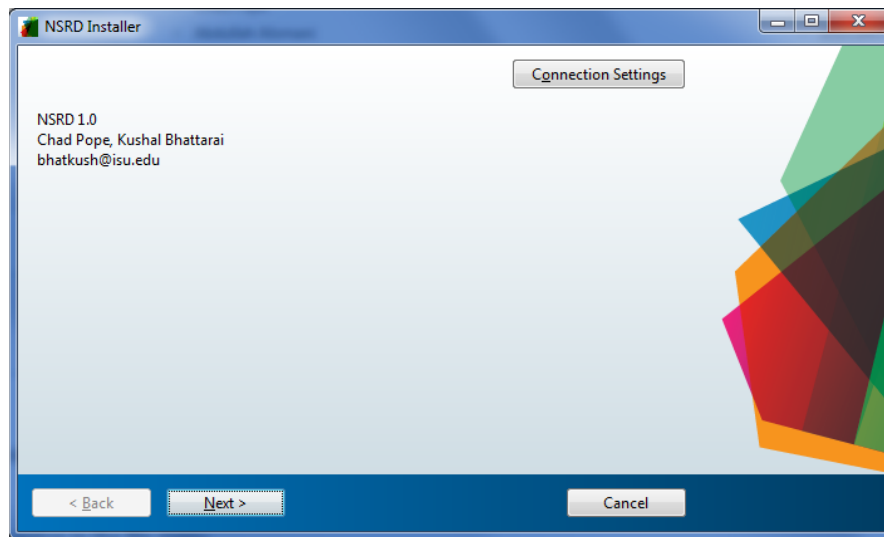 NSRD Installer
Connection Settings
NSRD 1.0
Chad Pope, Kushal Bhattarai
bhatkush@isu.edu
< Back
Next >
Cancel